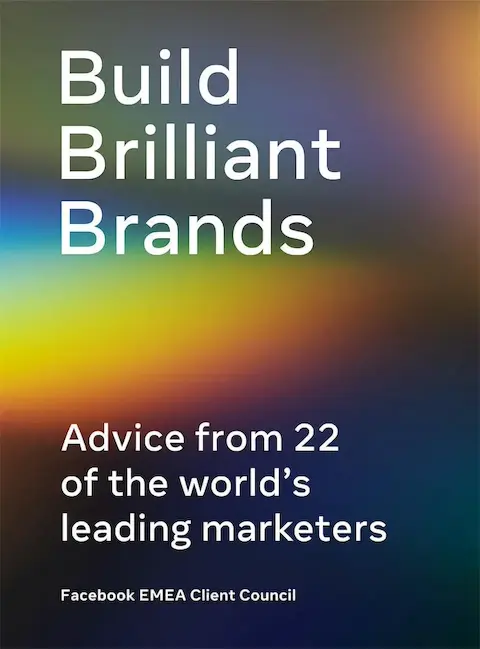 Build
Brilliant
Brands
Advice from 22
of the world’s
leading marketers
Facebook EMEA Client Council